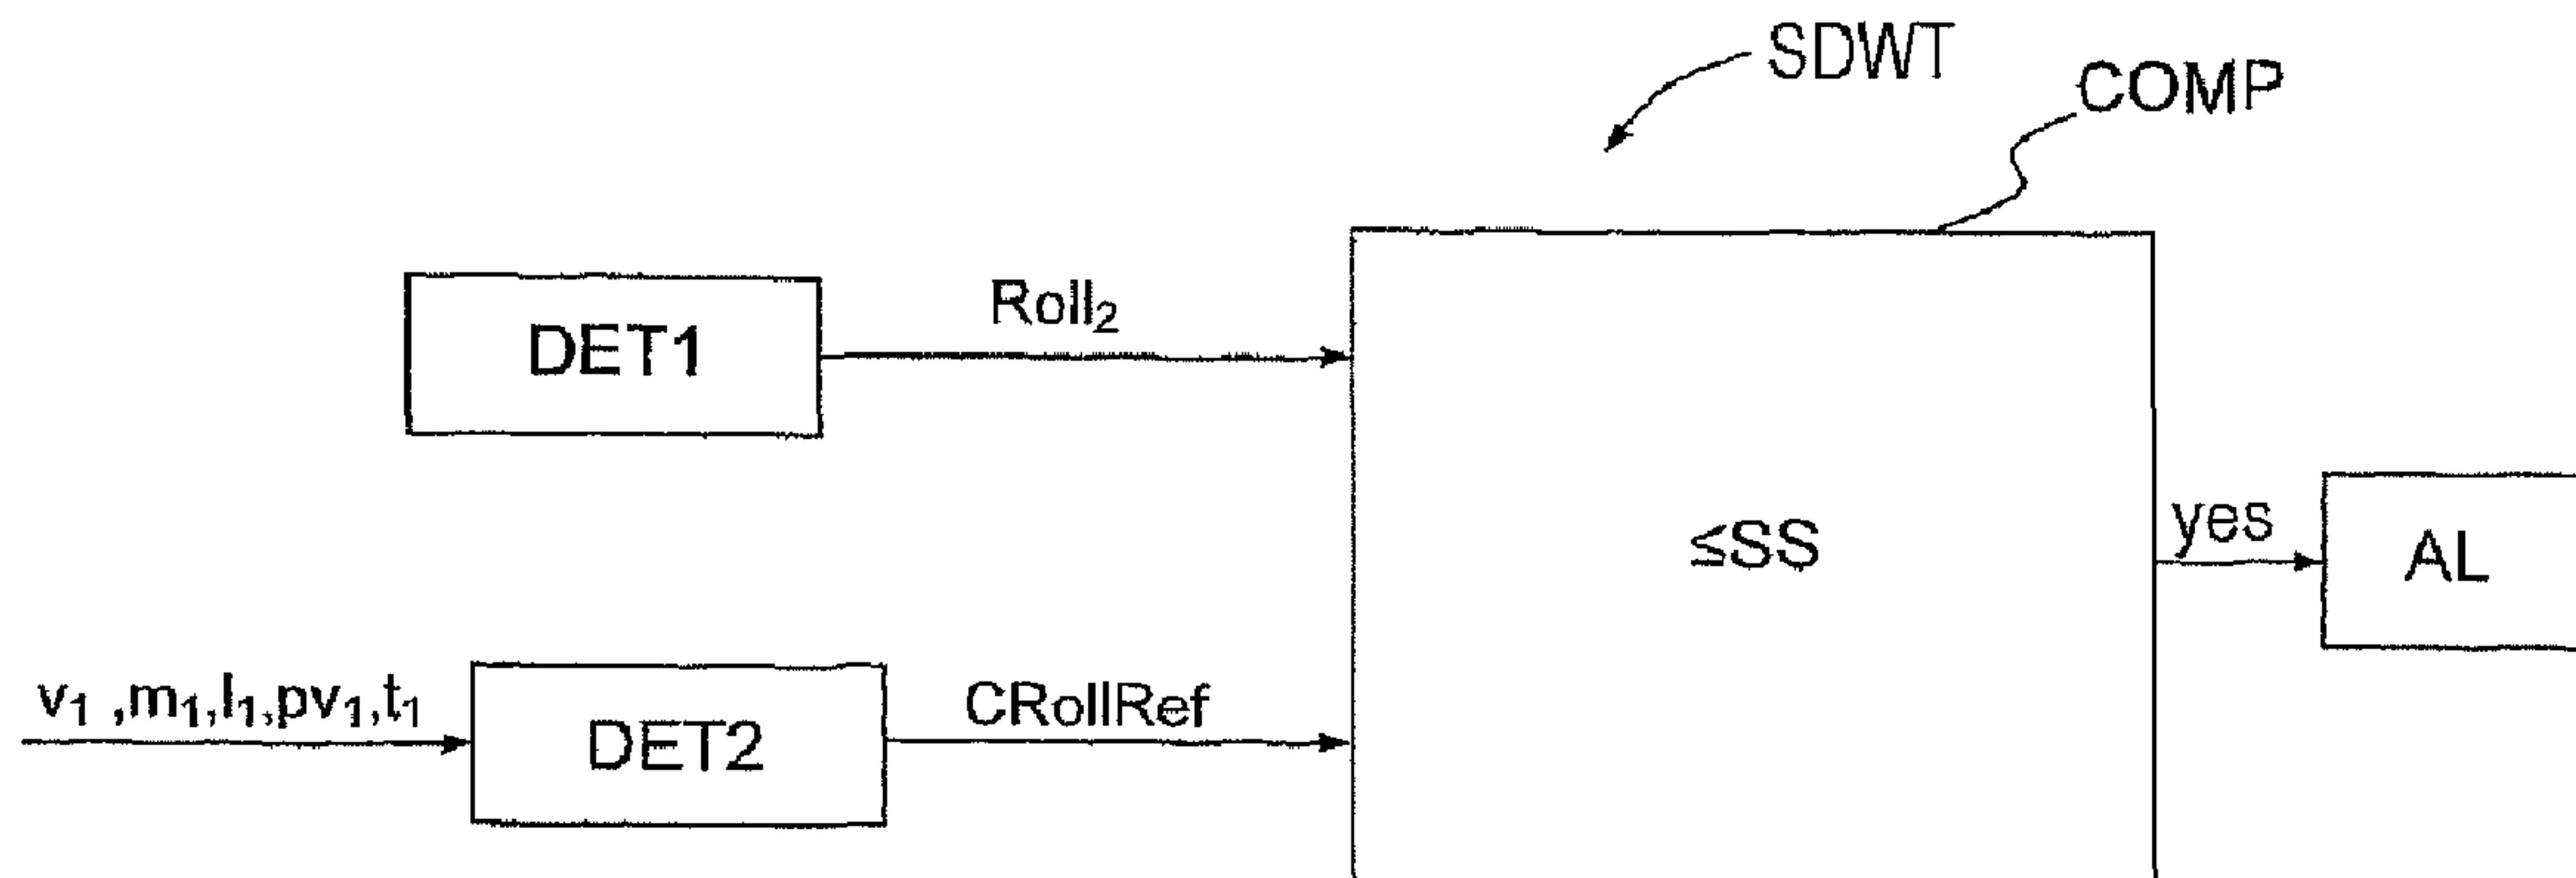 SDWT
COMP
Roll₂
DET1
≤SS
yes
AL
v₁ ,m₁,l₁,pv₁,t₁
DET2
CRollRef